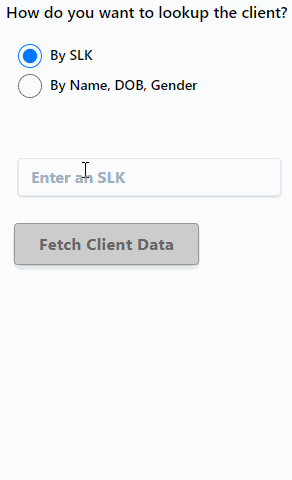 How do you want to lookup the client?
By SLK
By Name, DOB, Gender
Enter an SLK
Fetch Client Data